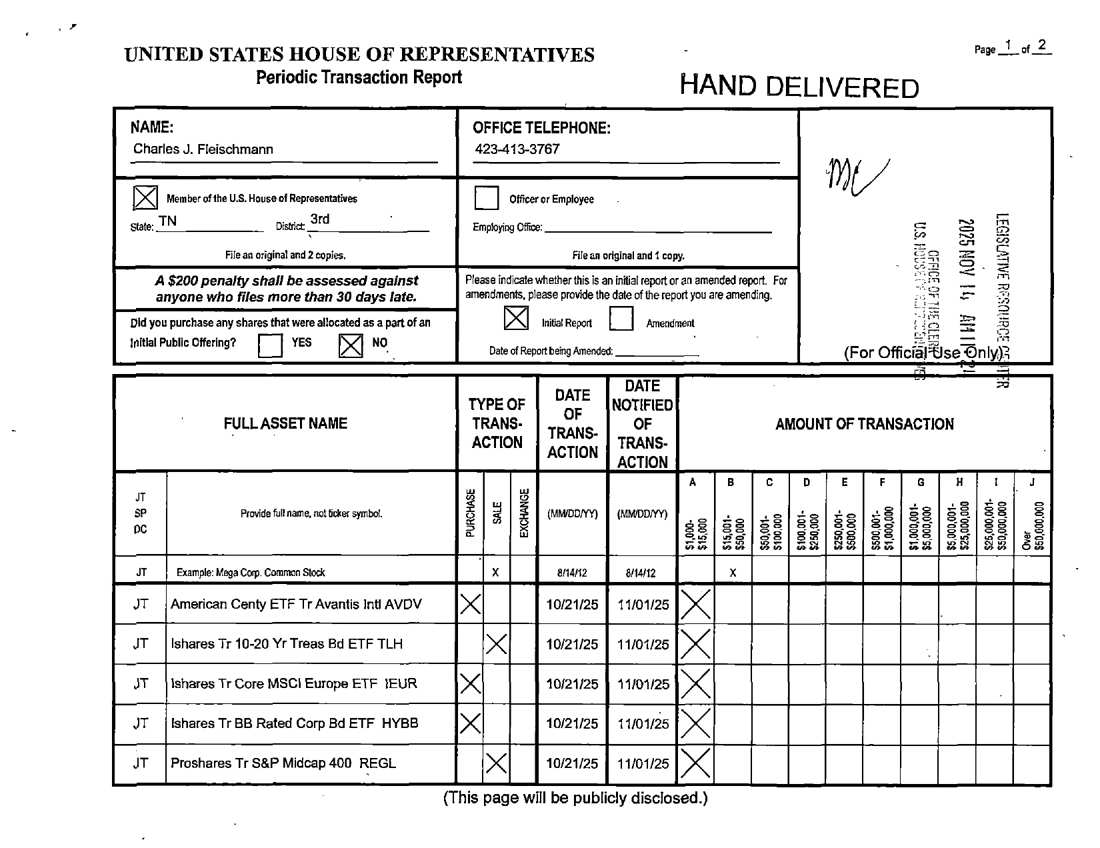 Page 1 of 2
UNITED STATES HOUSE OF REPRESENTATIVES
Periodic Transaction Report
HAND DELIVERED
NAME:
Charles J. Fleischmann
OFFICE TELEPHONE:
423-413-3767
Member of the U.S. House of Representatives
State: TN District: 3rd
File an original and 2 copies.
Officer or Employee
Employing Office:
File an original and 1 copy.
A $200 penalty shall be assessed against
anyone who files more than 30 days late.
Did you purchase any shares that were allocated as a part of an
Initial Public Offering? YES NO
Please indicate whether this is an initial report or an amended report. For
amendments, please provide the date of the report you are amending.
Initial Report Amendment
Date of Report being Amended:
LEGISLATIVE RESOURCE
2025 NOV 14 AM
OFFICE OF THE CLERK
U.S. HOUSE
(For Official Use Only)
FULL ASSET NAME
TYPE OF
TRANS-
ACTION
DATE
OF
TRANS-
ACTION
DATE
NOTIFIED
OF
TRANS-
ACTION
AMOUNT OF TRANSACTION
JT
SP
DC
Provide full name, not ticker symbol.
PURCHASE
SALE
EXCHANGE
(MM/DD/YY)
(MM/DD/YY)
A
$1,000-
$15,000
B
$15,001-
$50,000
C
$50,001-
$100,000
D
$100,001-
$250,000
E
$250,001-
$500,000
F
$500,001-
$1,000,000
G
$1,000,001-
$5,000,000
H
$5,000,001-
$25,000,000
I
$25,000,001-
$50,000,000
J
Over
$50,000,000
JT Example: Mega Corp. Common Stock X 8/14/12 8/14/12 X
JT American Centy ETF Tr Avantis Intl AVDV X 10/21/25 11/01/25 X
JT Ishares Tr 10-20 Yr Treas Bd ETF TLH X 10/21/25 11/01/25 X
JT Ishares Tr Core MSCI Europe ETF IEUR X 10/21/25 11/01/25 X
JT Ishares Tr BB Rated Corp Bd ETF HYBB X 10/21/25 11/01/25 X
JT Proshares Tr S&P Midcap 400 REGL X 10/21/25 11/01/25 X
(This page will be publicly disclosed.)